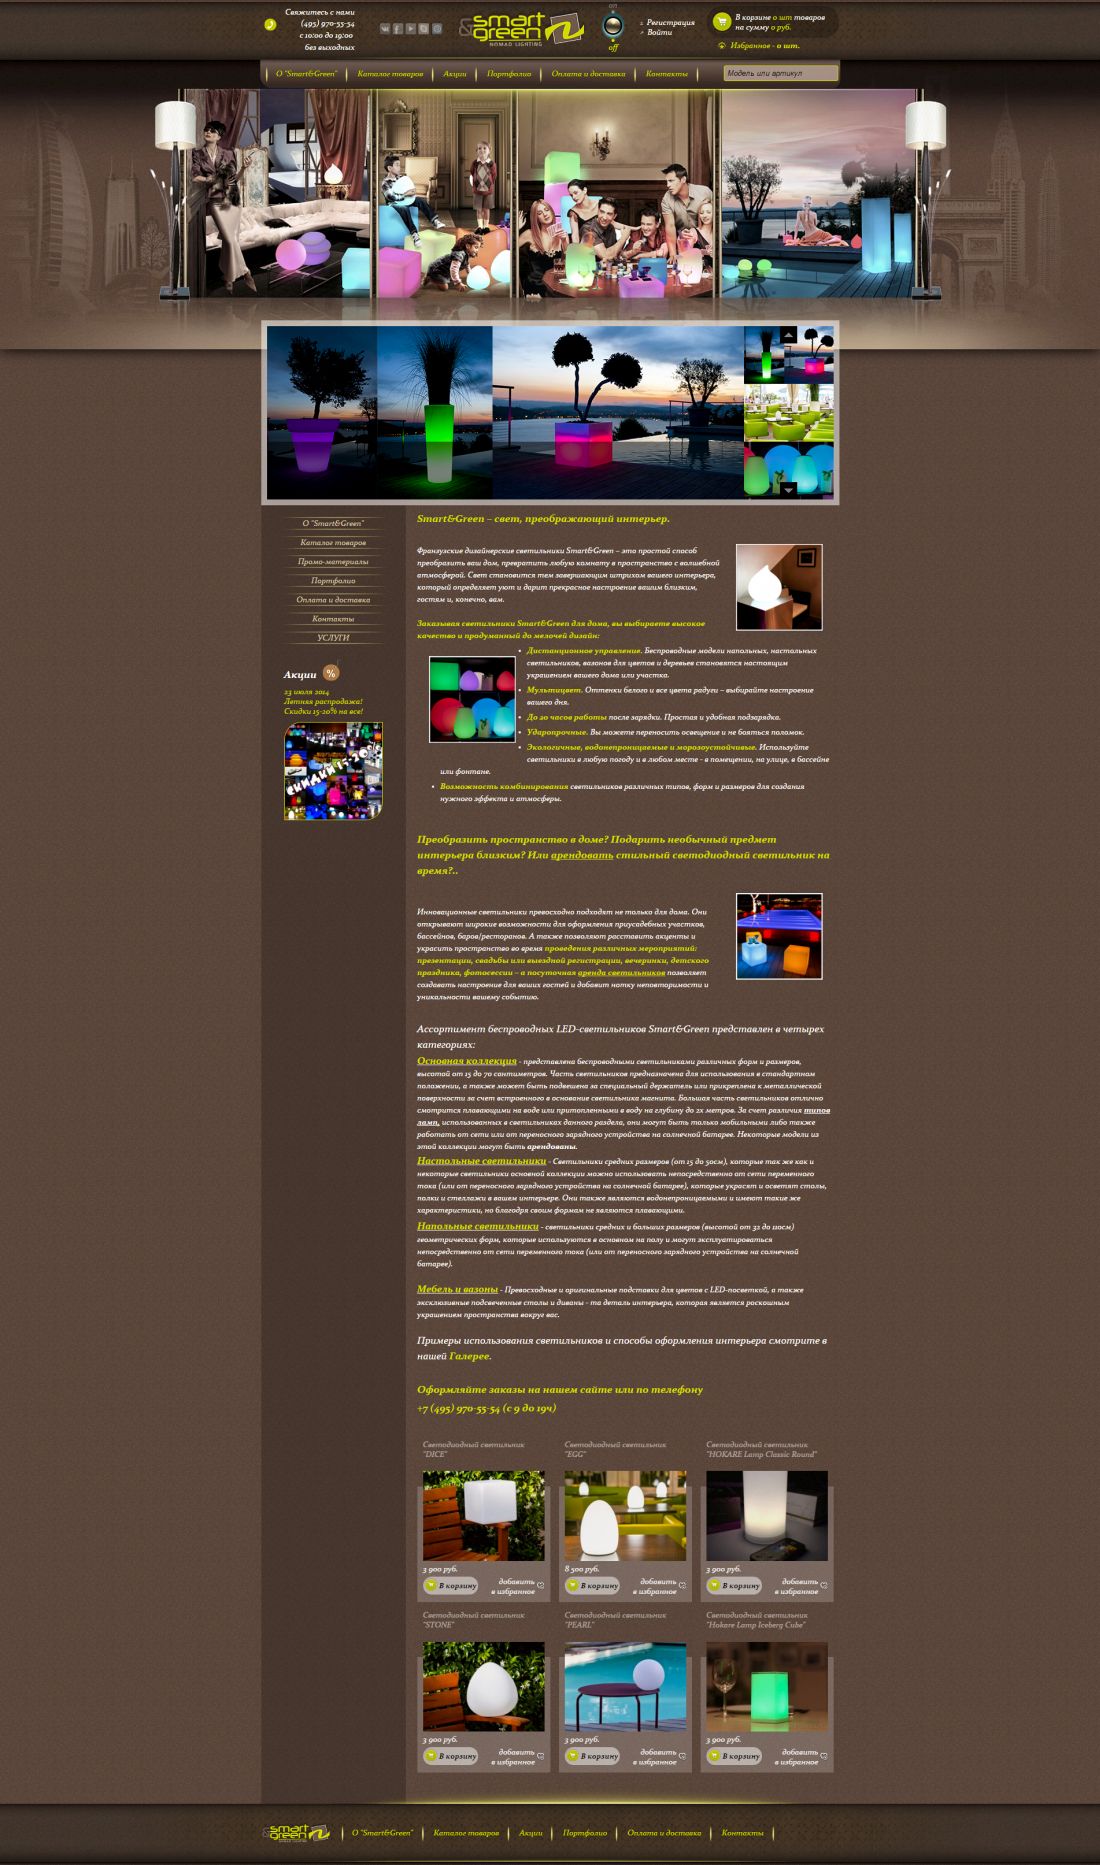 Свяжитесь с нами
(495) 970-55-54
с 10:00 до 19:00
без выходных
smart
&green
NOMAD LIGHTING
on
off
Регистрация
Войти
В корзине 0 шт товаров
на сумму 0 руб.
Избранное - 0 шт.
О "Smart&Green"
Каталог товаров
Акции
Портфолио
Оплата и доставка
Контакты
Модель или артикул
О "Smart&Green"
Каталог товаров
Промо-материалы
Портфолио
Оплата и доставка
Контакты
УСЛУГИ
Акции %
23 июля 2014
Летняя распродажа!
Скидки 15-20% на все!
Smart&Green – свет, преображающий интерьер.
Французские дизайнерские светильники Smart&Green – это простой способ
преобразить ваш дом, превратить любую комнату в пространство с волшебной
атмосферой. Свет становится тем завершающим штрихом вашего интерьера,
который определяет уют и дарит прекрасное настроение вашим близким,
гостям и, конечно, вам.
Заказывая светильники Smart&Green для дома, вы выбираете высокое
качество и продуманный до мелочей дизайн:
• Дистанционное управление. Беспроводные модели напольных, настольных
светильников, вазонов для цветов и деревьев становятся настоящим
украшением вашего дома или участка.
• Мультицвет. Оттенки белого и все цвета радуги – выбирайте настроение
вашего дня.
• До 20 часов работы после зарядки. Простая и удобная подзарядка.
• Ударопрочные. Вы можете переносить освещение и не бояться поломок.
• Экологичные, водонепроницаемые и морозоустойчивые. Используйте
светильники в любую погоду и в любом месте - в помещении, на улице, в бассейне
или фонтане.
• Возможность комбинирования светильников различных типов, форм и размеров для создания
нужного эффекта и атмосферы.
Преобразить пространство в доме? Подарить необычный предмет
интерьера близким? Или арендовать стильный светодиодный светильник на
время?..
Инновационные светильники превосходно подходят не только для дома. Они
открывают широкие возможности для оформления приусадебных участков,
бассейнов, баров/ресторанов. А также позволяют расставить акценты и
украсить пространство во время проведения различных мероприятий:
презентации, свадьбы или выездной регистрации, вечеринки, детского
праздника, фотосессии – а посуточная аренда светильников позволяет
создавать настроение для ваших гостей и добавит нотку неповторимости и
уникальности вашему событию.
Ассортимент беспроводных LED-светильников Smart&Green представлен в четырех
категориях:
Основная коллекция - представлена беспроводными светильниками различных форм и размеров,
высотой от 15 до 70 сантиметров. Часть светильников предназначена для использования в стандартном
положении, а также может быть подвешена за специальный держатель или прикреплена к металлической
поверхности за счет встроенного в основание светильника магнита. Большая часть светильников отлично
смотрится плавающими на воде или притопленными в воду на глубину до 2х метров. За счет различия типов
ламп, использованных в светильниках данного раздела, они могут быть только мобильными либо также
работать от сети или от переносного зарядного устройства на солнечной батарее. Некоторые модели из
этой коллекции могут быть арендованы.
Настольные светильники - Светильники средних размеров (от 15 до 50см), которые так же как и
некоторые светильники основной коллекции можно использовать непосредственно от сети переменного
тока (или от переносного зарядного устройства на солнечной батарее), которые украсят и осветят столы,
полки и стеллажи в вашем интерьере. Они также являются водонепроницаемыми и имеют такие же
характеристики, но благодря своим формам не являются плавающими.
Напольные светильники - светильники средних и больших размеров (высотой от 32 до 110см)
геометрических форм, которые используются в основном на полу и могут эксплуатироваться
непосредственно от сети переменного тока (или от переносного зарядного устройства на солнечной
батарее).
Мебель и вазоны - Превосходные и оригинальные подставки для цветов с LED-посветкой, а также
эксклюзивные подсвеченные столы и диваны - та деталь интерьера, которая является роскошным
украшением пространства вокруг вас.
Примеры использования светильников и способы оформления интерьера смотрите в
нашей Галерее.
Оформляйте заказы на нашем сайте или по телефону
+7 (495) 970-55-54 (с 9 до 19ч)
Светодиодный светильник
"DICE"
Светодиодный светильник
"EGG"
Светодиодный светильник
"HOKARE Lamp Classic Round"
3 900 руб.
8 500 руб.
3 900 руб.
В корзину
добавить
в избранное
В корзину
добавить
в избранное
В корзину
добавить
в избранное
Светодиодный светильник
"STONE"
Светодиодный светильник
"PEARL"
Светодиодный светильник
"Hokare Lamp Iceberg Cube"
3 900 руб.
3 900 руб.
3 900 руб.
В корзину
добавить
в избранное
В корзину
добавить
в избранное
В корзину
добавить
в избранное
smart
&green
О "Smart&Green"
Каталог товаров
Акции
Портфолио
Оплата и доставка
Контакты